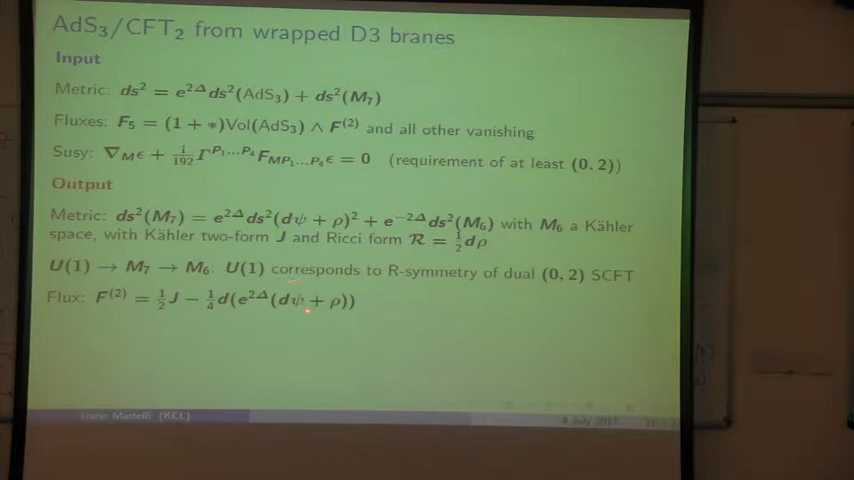 AdS₃/CFT₂ from wrapped D3 branes
Input
Metric: ds² = e^{2Δ}ds²(AdS₃) + ds²(M₇)
Fluxes: F₅ = (1 + *)Vol(AdS₃) ∧ F^{(2)} and all other vanishing
Susy: ∇_M ϵ + 1/192 Γ^{P₁...P₄}F_{MP₁...P₄}ϵ = 0 (requirement of at least (0, 2))
Output
Metric: ds²(M₇) = e^{2Δ}ds²(dψ + ρ)² + e^{−2Δ}ds²(M₆) with M₆ a Kähler
space, with Kähler two-form J and Ricci form R = 1/2 dρ
U(1) → M₇ → M₆: U(1) corresponds to R-symmetry of dual (0, 2) SCFT
Flux: F^{(2)} = 1/2 J − 1/4 d(e^{2Δ}(dψ + ρ))
Dario Martelli (KCL)
4 July